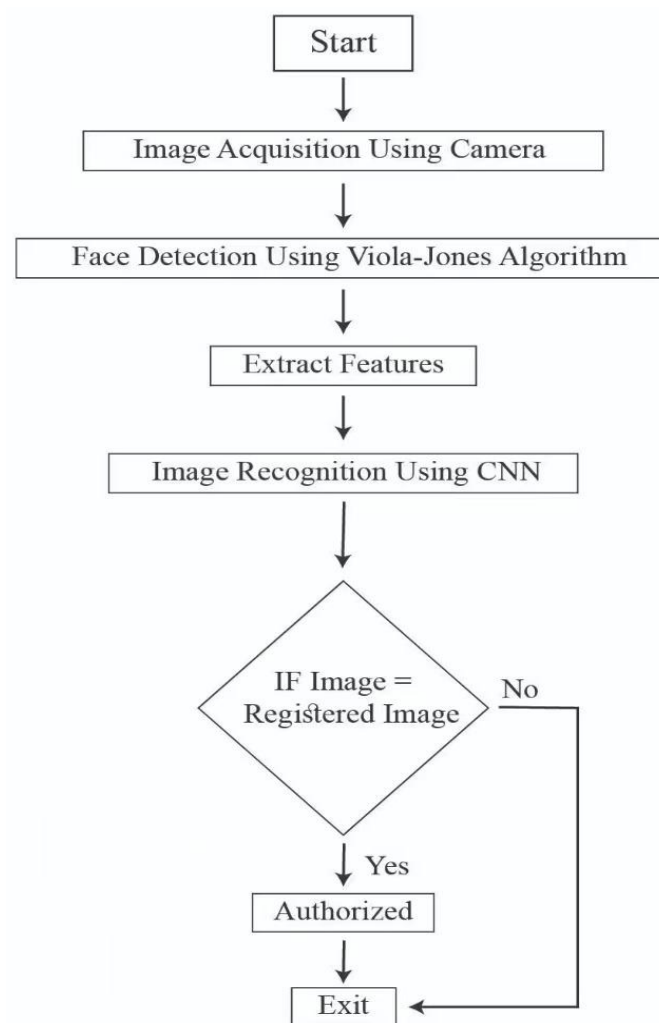 Start
Image Acquisition Using Camera
Face Detection Using Viola-Jones Algorithm
Extract Features
Image Recognition Using CNN
IF Image =
Registered Image
No
Yes
Authorized
Exit